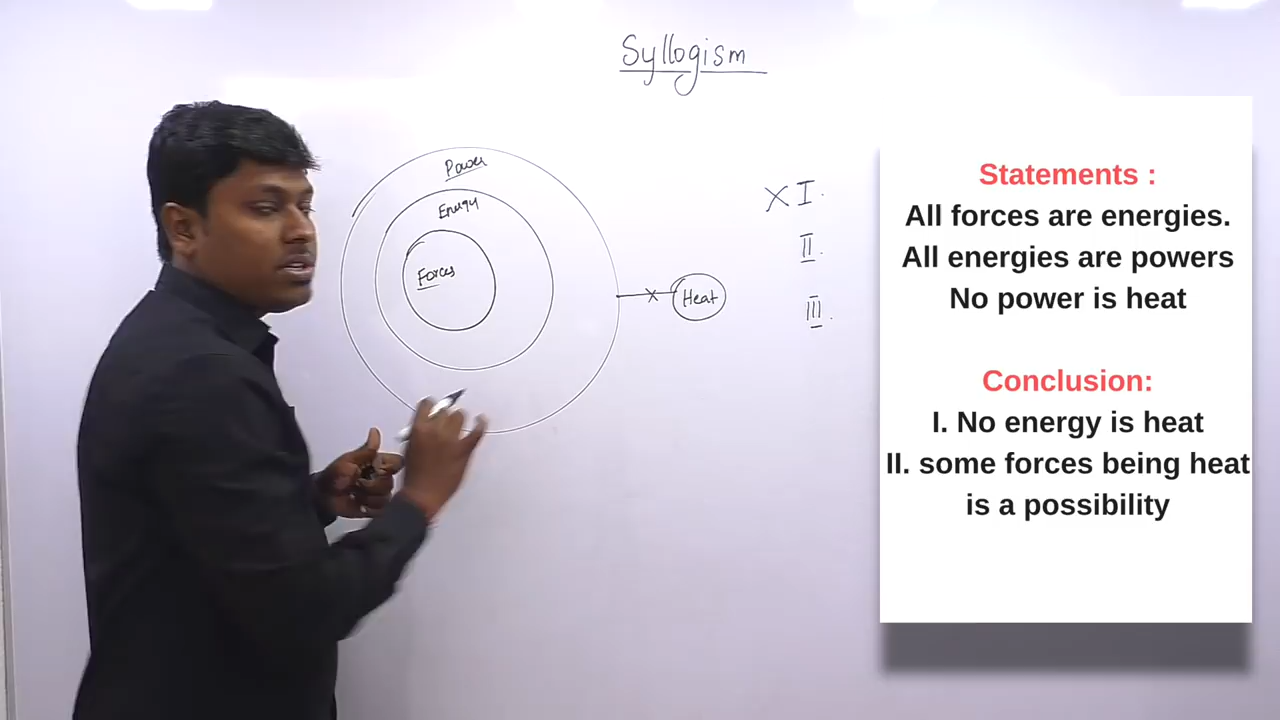 Syllogism
Power
Energy
Forces
Heat
X I.
II.
III.
Statements :
All forces are energies.
All energies are powers
No power is heat
Conclusion:
I. No energy is heat
II. some forces being heat
is a possibility